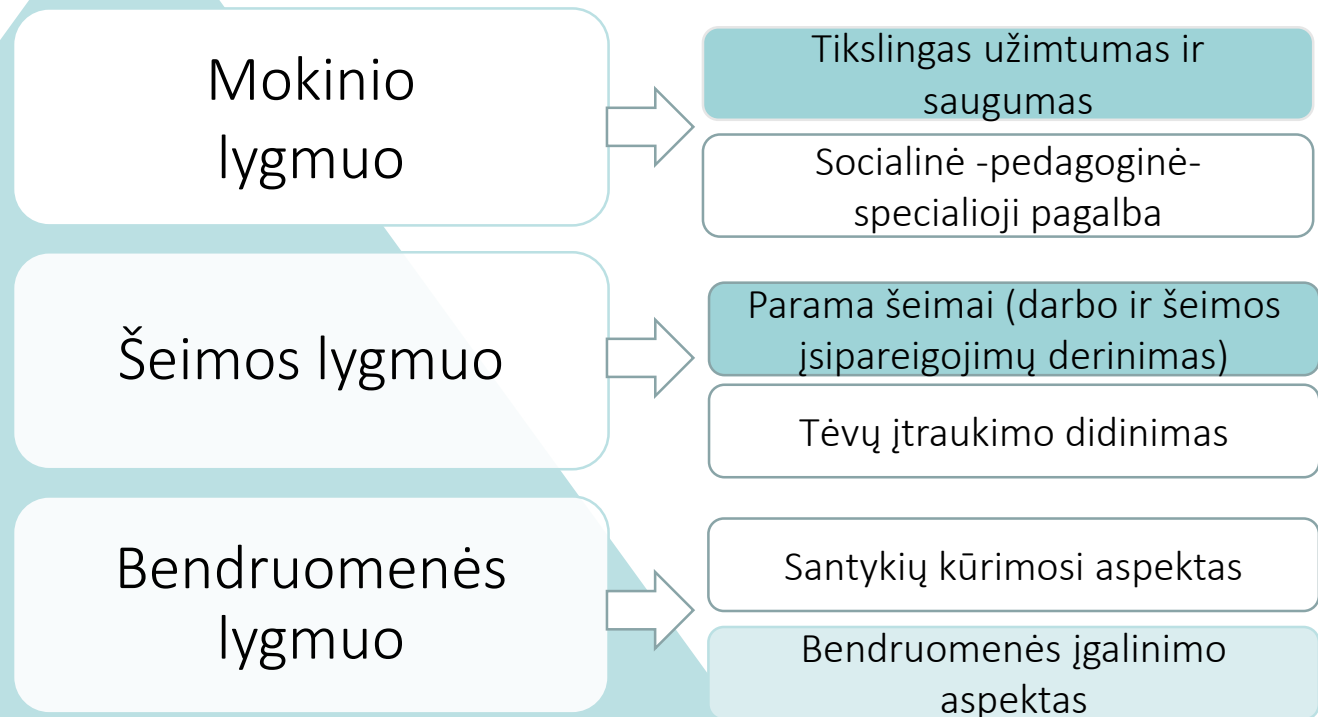 Mokinio
lygmuo
Tikslingas užimtumas ir
saugumas
Socialinė -pedagoginė-
specialioji pagalba
Šeimos lygmuo
Parama šeimai (darbo ir šeimos
įsipareigojimų derinimas)
Tėvų įtraukimo didinimas
Bendruomenės
lygmuo
Santykių kūrimosi aspektas
Bendruomenės įgalinimo
aspektas